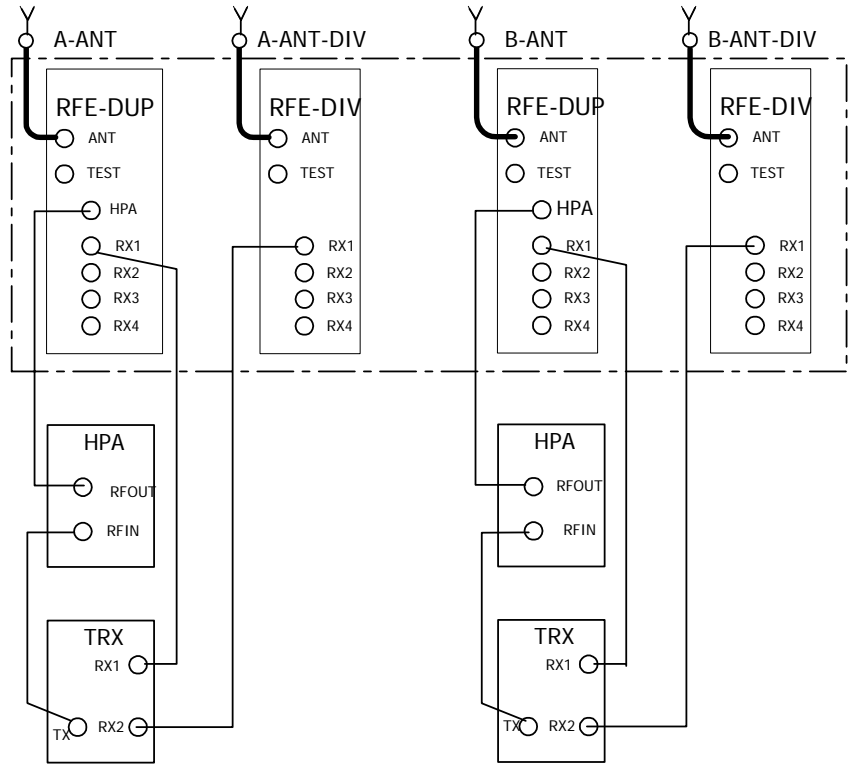 A-ANT
A-ANT-DIV
B-ANT
B-ANT-DIV
RFE-DUP
ANT
TEST
HPA
RX1
RX2
RX3
RX4
RFE-DIV
ANT
TEST
RX1
RX2
RX3
RX4
RFE-DUP
ANT
TEST
HPA
RX1
RX2
RX3
RX4
RFE-DIV
ANT
TEST
RX1
RX2
RX3
RX4
HPA
RFOUT
RFIN
HPA
RFOUT
RFIN
TRX
RX1
TX
RX2
TRX
RX1
TX
RX2